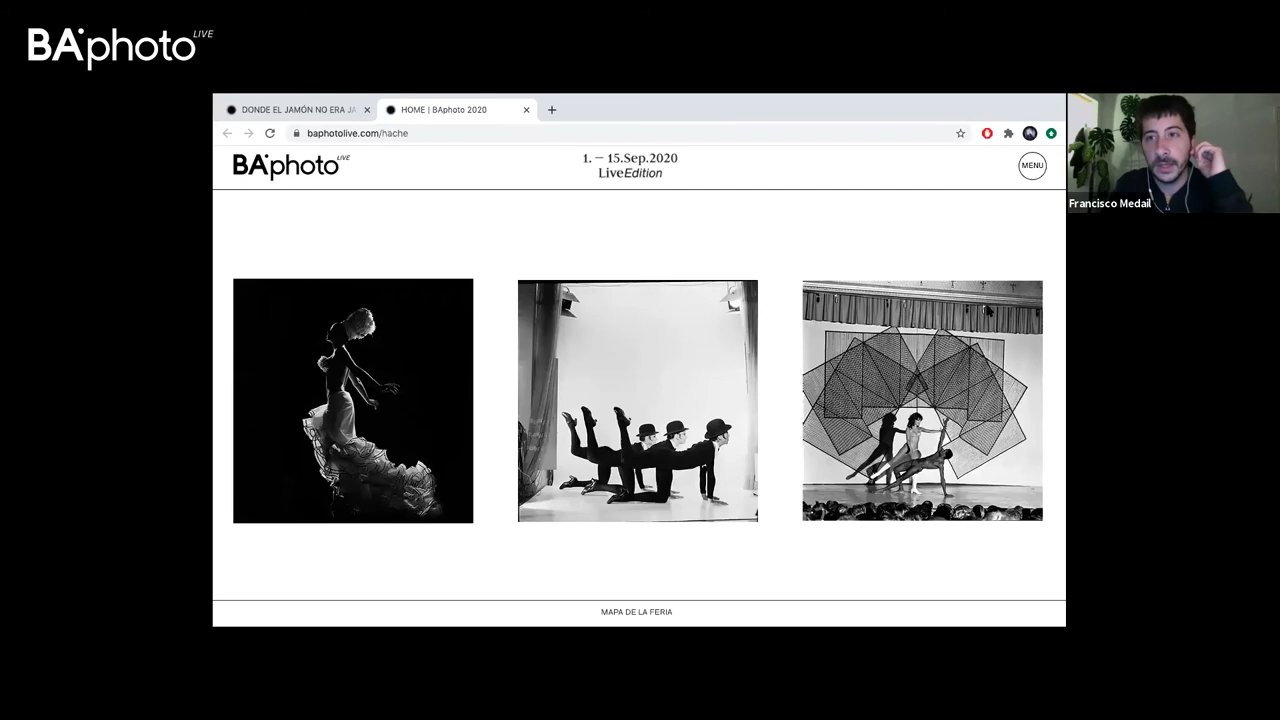 BAphoto LIVE
DONDE EL JAMÓN NO ERA JA
HOME | BAphoto 2020
baphotolive.com/hache
BAphoto LIVE
1. — 15.Sep.2020
LiveEdition
MENU
Francisco Medail
MAPA DE LA FERIA